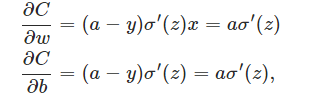 ∂C/∂w = (a − y)σ′(z)x = aσ′(z)
∂C/∂b = (a − y)σ′(z) = aσ′(z),